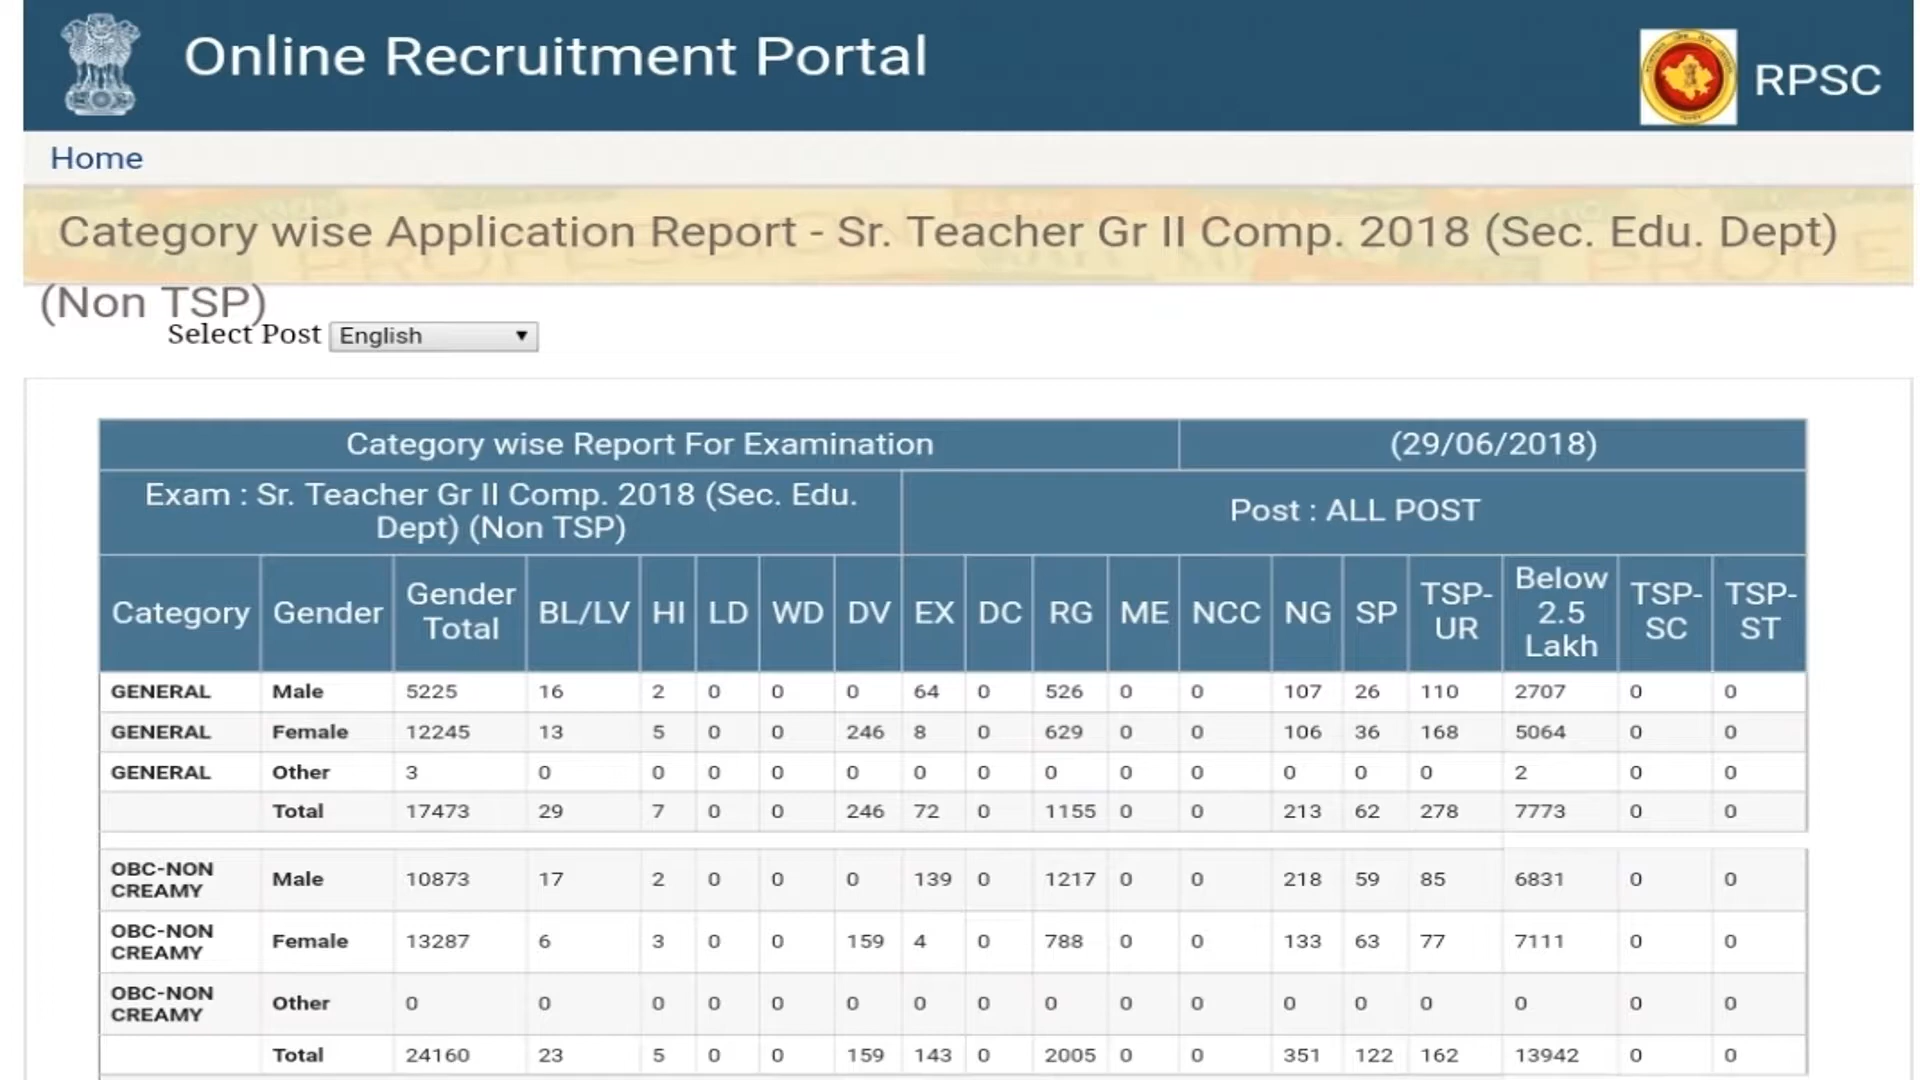 Online Recruitment Portal
RPSC
Home
Category wise Application Report - Sr. Teacher Gr II Comp. 2018 (Sec. Edu. Dept)
(Non TSP)
Select Post English
Category wise Report For Examination (29/06/2018)
Exam : Sr. Teacher Gr II Comp. 2018 (Sec. Edu.
Dept) (Non TSP)
Post : ALL POST
Category Gender Gender Total BL/LV HI LD WD DV EX DC RG ME NCC NG SP TSP-UR Below 2.5 Lakh TSP-SC TSP-ST
GENERAL Male 5225 16 2 0 0 0 64 0 526 0 0 107 26 110 2707 0 0
GENERAL Female 12245 13 5 0 0 246 8 0 629 0 0 106 36 168 5064 0 0
GENERAL Other 3 0 0 0 0 0 0 0 0 0 0 0 0 0 2 0 0
Total 17473 29 7 0 0 246 72 0 1155 0 0 213 62 278 7773 0 0
OBC-NON CREAMY Male 10873 17 2 0 0 0 139 0 1217 0 0 218 59 85 6831 0 0
OBC-NON CREAMY Female 13287 6 3 0 0 159 4 0 788 0 0 133 63 77 7111 0 0
OBC-NON CREAMY Other 0 0 0 0 0 0 0 0 0 0 0 0 0 0 0 0 0
Total 24160 23 5 0 0 159 143 0 2005 0 0 351 122 162 13942 0 0